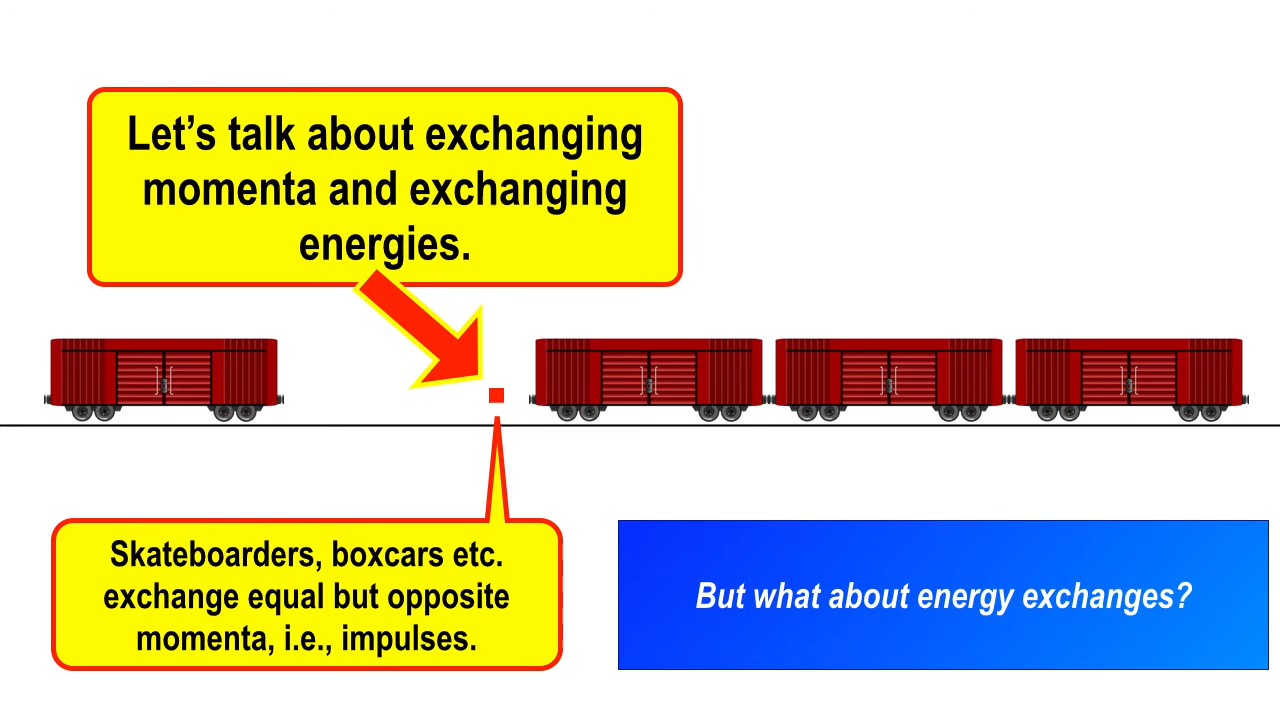 Let’s talk about exchanging
momenta and exchanging
energies.
Skateboarders, boxcars etc.
exchange equal but opposite
momenta, i.e., impulses.
But what about energy exchanges?